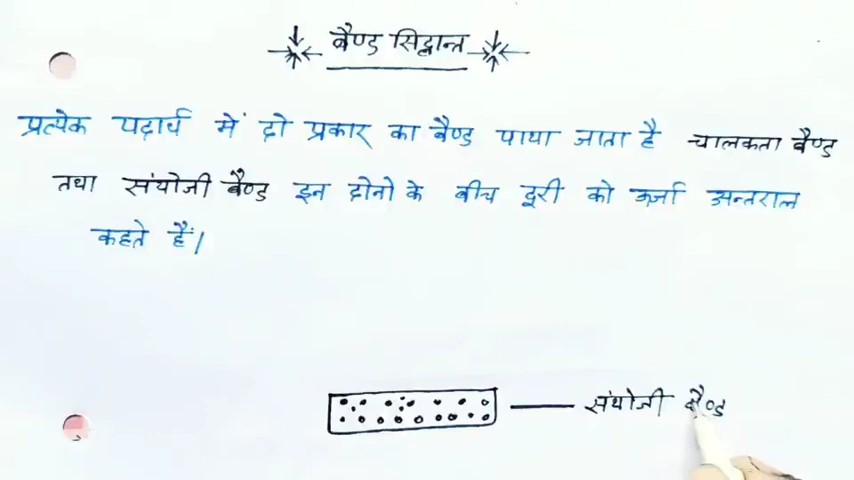 बैण्ड सिद्धान्त
प्रत्येक पदार्थ में दो प्रकार का बैण्ड पाया जाता है चालकता बैण्ड
तथा संयोजी बैण्ड इन दोनो के बीच दूरी को ऊर्जा अन्तराल
कहते हैं।
संयोजी बैण्ड